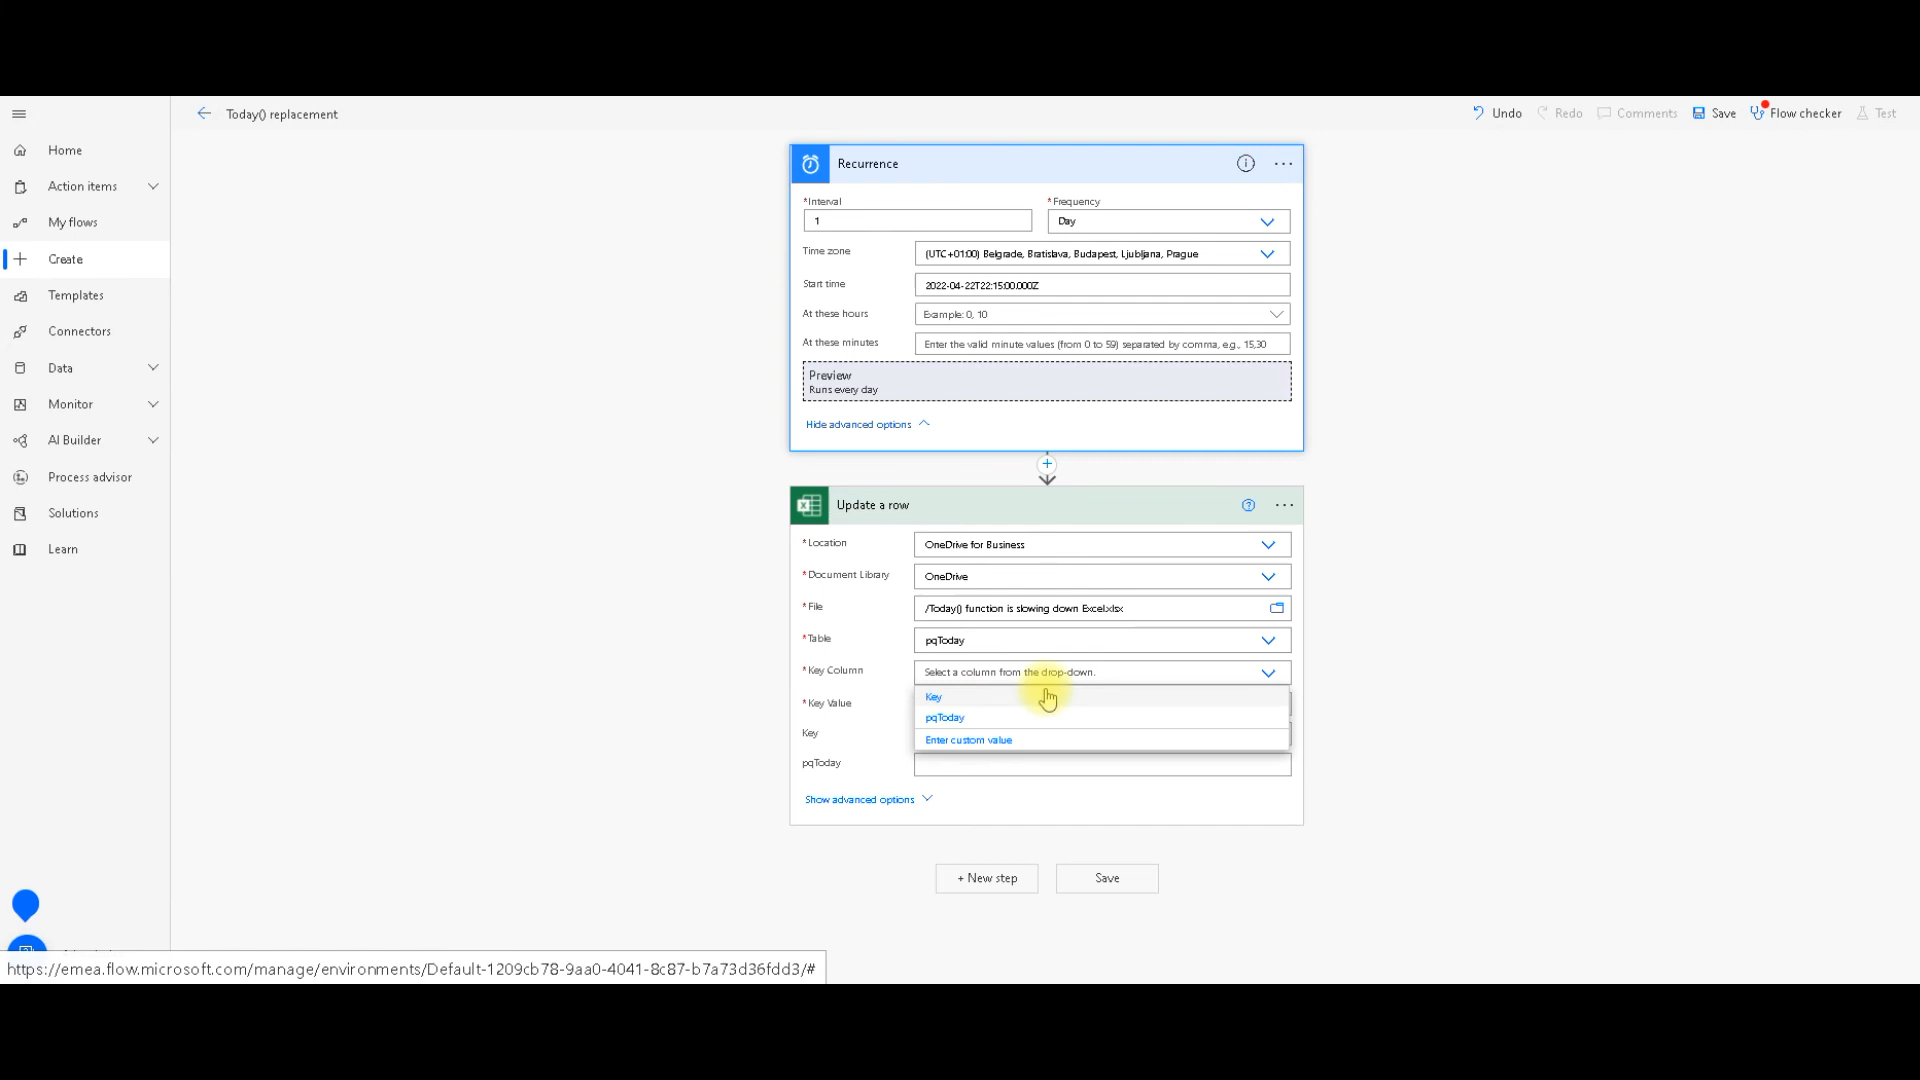 Today() replacement
Undo
Redo
Comments
Save
Flow checker
Test
Home
Action items
My flows
Create
Templates
Connectors
Data
Monitor
AI Builder
Process advisor
Solutions
Learn
Recurrence
*Interval
*Frequency
1
Day
Time zone
(UTC+01:00) Belgrade, Bratislava, Budapest, Ljubljana, Prague
Start time
2022-04-22T22:15:00.000Z
At these hours
Example: 0, 10
At these minutes
Enter the valid minute values (from 0 to 59) separated by comma, e.g., 15,30
Preview
Runs every day
Hide advanced options
Update a row
*Location
OneDrive for Business
*Document Library
OneDrive
*File
/Today() function is slowing down Excel.xlsx
*Table
pqToday
*Key Column
Select a column from the drop-down.
Key
*Key Value
pqToday
Key
Enter custom value
pqToday
Show advanced options
+ New step
Save
https://emea.flow.microsoft.com/manage/environments/Default-1209cb78-9aa0-4041-8c87-b7a73d36fdd3/#